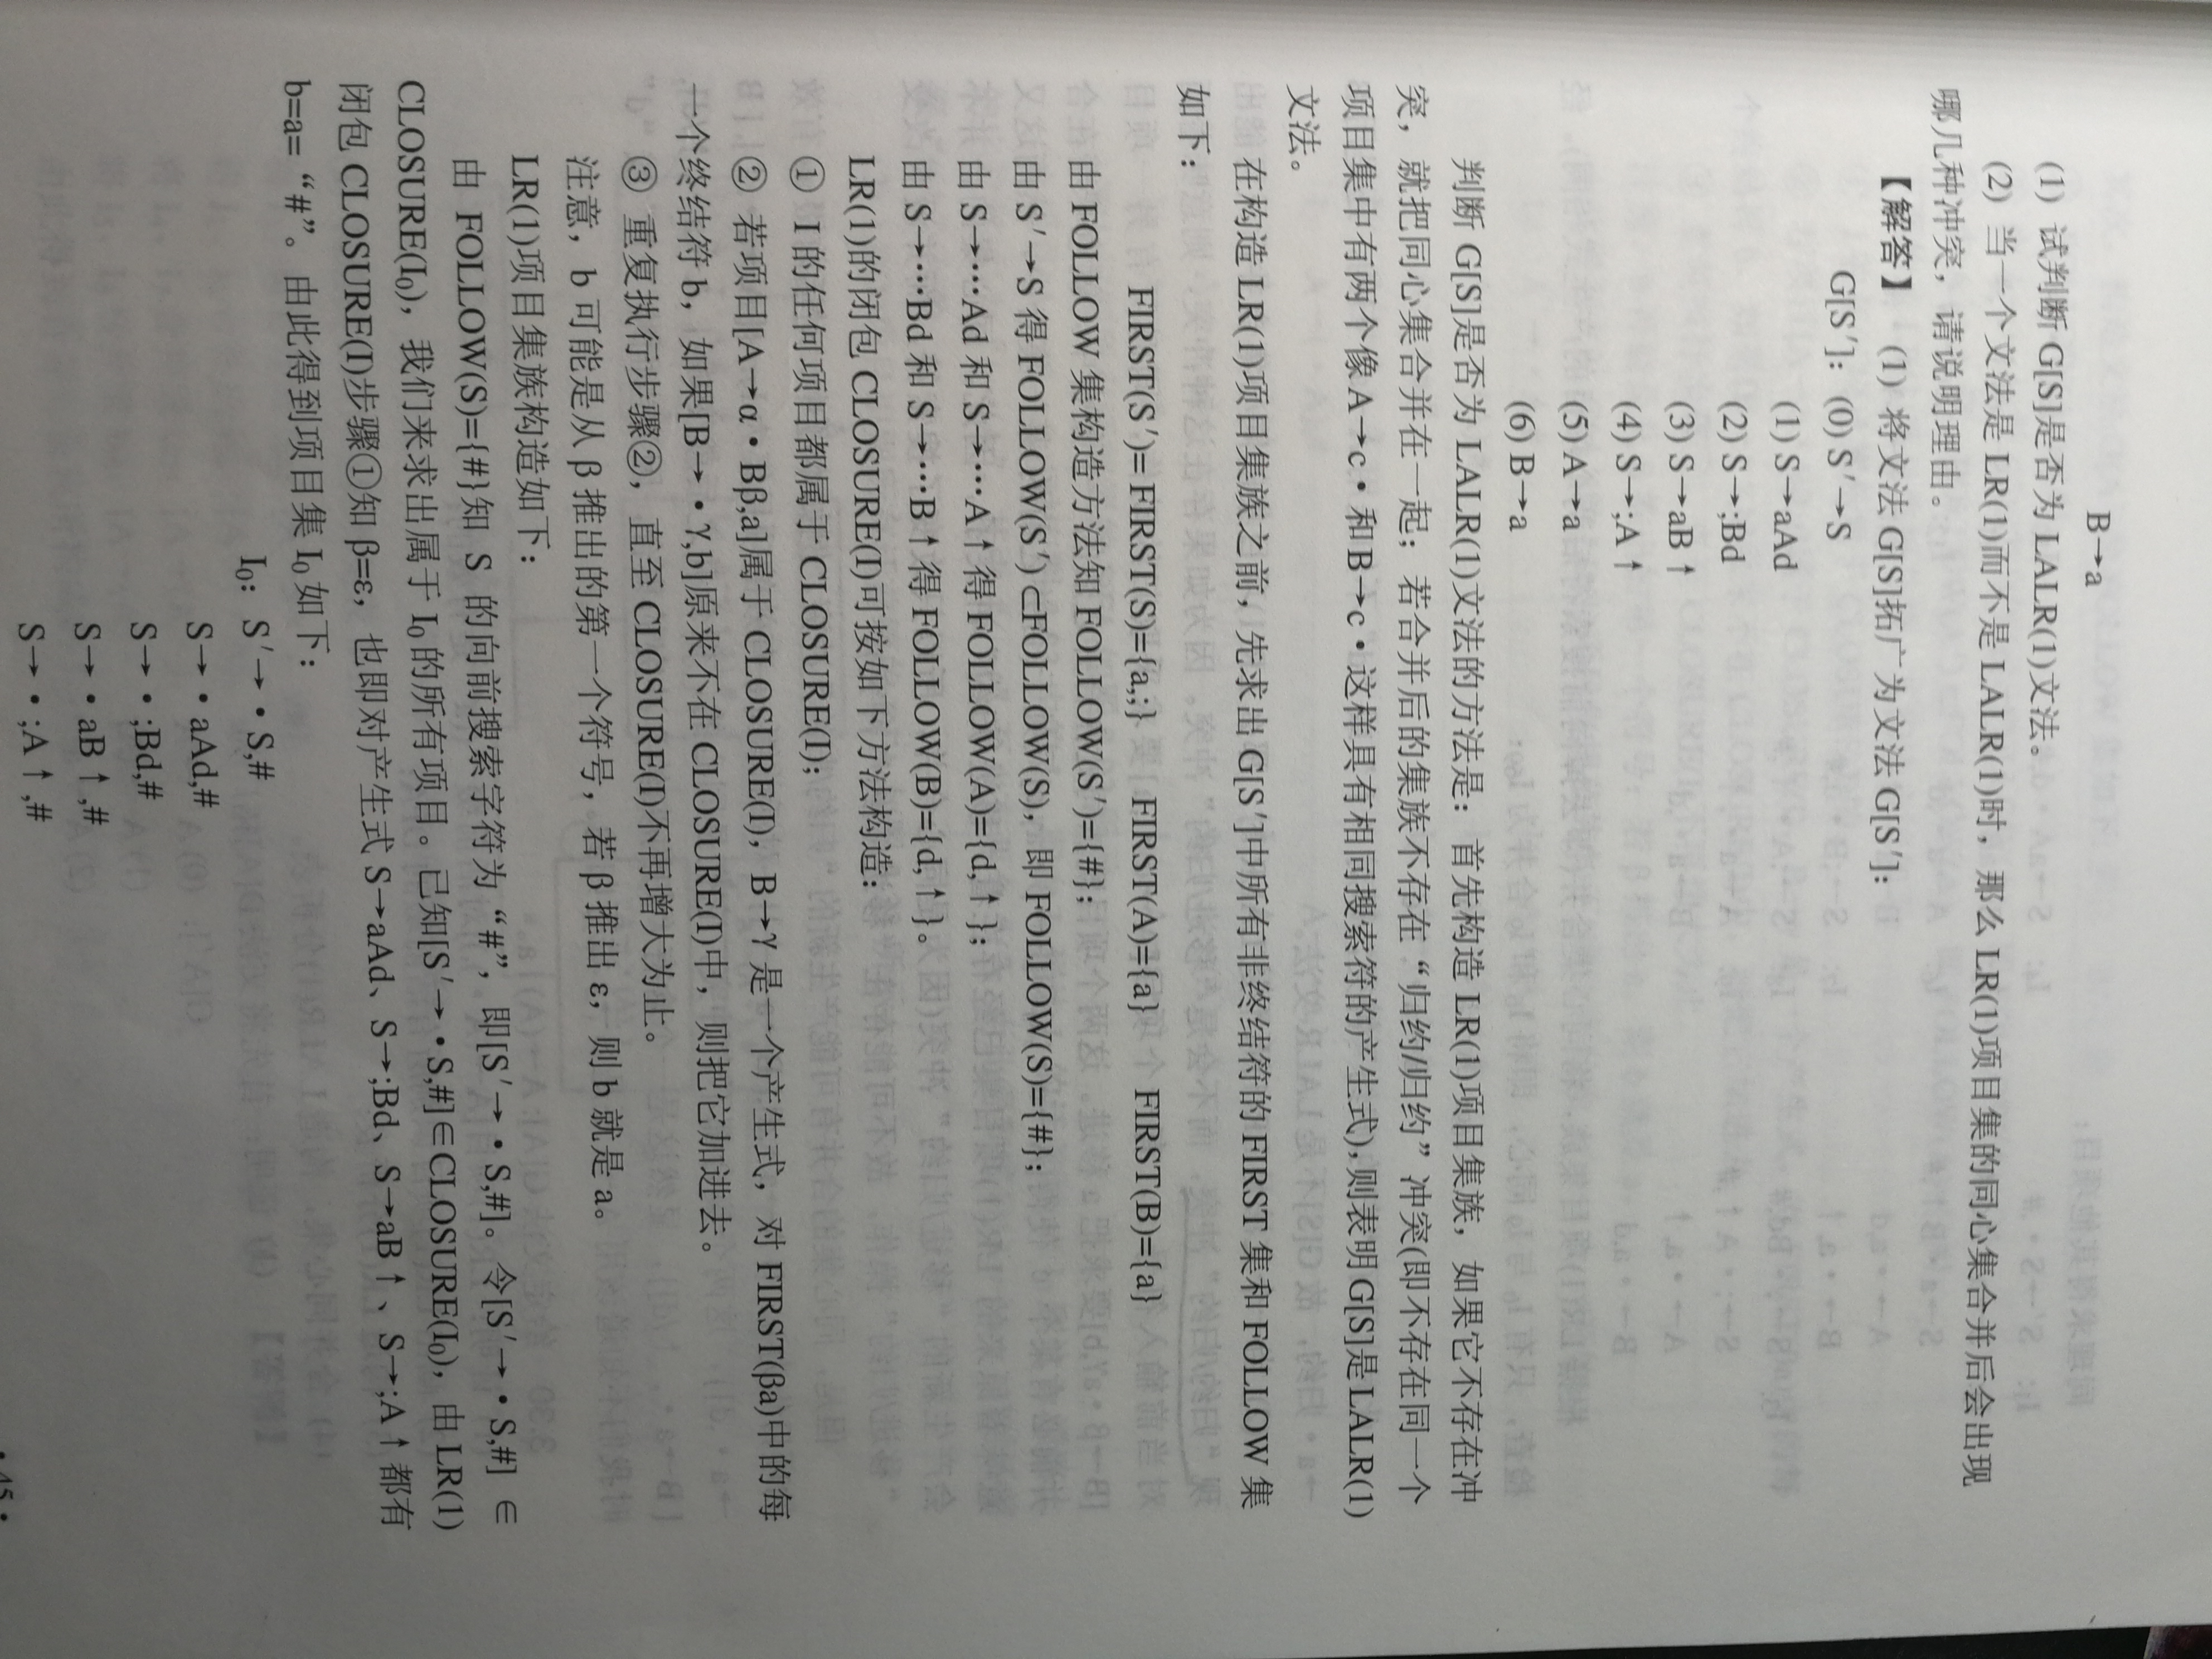 B→a
(1) 试判断 G[S]是否为 LALR(1)文法。
(2) 当一个文法是 LR(1)而不是 LALR(1)时，那么 LR(1)项目集的同心集合并后会出现
哪几种冲突，请说明理由。
【解答】 (1) 将文法 G[S]拓广为文法 G[S′]：
G[S′]： (0) S′→S
(1) S→aAd
(2) S→;Bd
(3) S→aB↑
(4) S→;A↑
(5) A→a
(6) B→a
判断 G[S]是否为 LALR(1)文法的方法是：首先构造 LR(1)项目集族，如果它不存在冲
突，就把同心集合并在一起；若合并后的集族不存在“归约/归约”冲突(即不存在同一个
项目集中有两个像 A→c• 和 B→c•这样具有相同搜索符的产生式)，则表明 G[S]是 LALR(1)
文法。
在构造 LR(1)项目集族之前，先求出 G[S′]中所有非终结符的 FIRST 集和 FOLLOW 集
如下：
FIRST(S′)= FIRST(S)={a,;} FIRST(A)={a} FIRST(B)={a}
由 FOLLOW 集构造方法知 FOLLOW(S′)={#}；
由 S′→S 得 FOLLOW(S′)⊂FOLLOW(S)，即 FOLLOW(S)={#}；
由 S→…Ad 和 S→…A↑得 FOLLOW(A)={d,↑}；
由 S→…Bd 和 S→…B↑得 FOLLOW(B)={d,↑}。
LR(1)的闭包 CLOSURE(I)可按如下方法构造：
① I 的任何项目都属于 CLOSURE(I)；
② 若项目[A→α•Bβ,a]属于 CLOSURE(I)，B→γ 是一个产生式，对 FIRST(βa)中的每
一个终结符 b，如果[B→•γ,b]原来不在 CLOSURE(I)中，则把它加进去。
③ 重复执行步骤②，直至 CLOSURE(I)不再增大为止。
注意，b 可能是从 β 推出的第一个符号，若 β 推出 ε，则 b 就是 a。
LR(1)项目集族构造如下：
由 FOLLOW(S)={#}知 S 的向前搜索字符为“#”，即[S′→•S,#]。令[S′→•S,#]∈
CLOSURE(I₀)，我们来求出属于 I₀ 的所有项目。已知[S′→•S,#]∈CLOSURE(I₀)，由 LR(1)
闭包 CLOSURE(I)步骤①知 β=ε，也即对产生式 S→aAd、S→;Bd、S→aB↑、S→;A↑都有
b=a=“#”。由此得到项目集 I₀ 如下：
I₀： S′→•S,#
S→•aAd,#
S→•;Bd,#
S→•aB↑,#
S→•;A↑,#
•45•